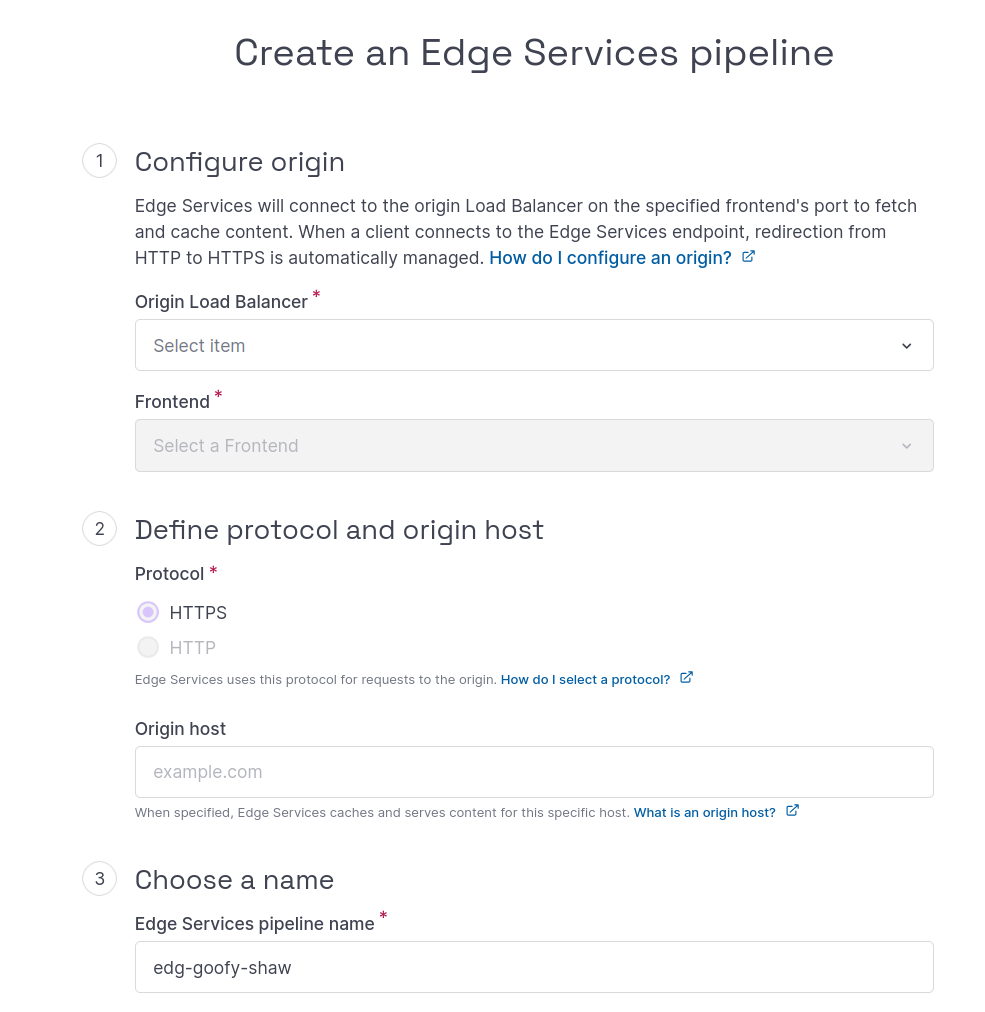 Create an Edge Services pipeline
1
Configure origin
Edge Services will connect to the origin Load Balancer on the specified frontend's port to fetch
and cache content. When a client connects to the Edge Services endpoint, redirection from
HTTP to HTTPS is automatically managed. How do I configure an origin?
Origin Load Balancer *
Select item
Frontend *
Select a Frontend
2
Define protocol and origin host
Protocol *
HTTPS
HTTP
Edge Services uses this protocol for requests to the origin. How do I select a protocol?
Origin host
example.com
When specified, Edge Services caches and serves content for this specific host. What is an origin host?
3
Choose a name
Edge Services pipeline name *
edg-goofy-shaw